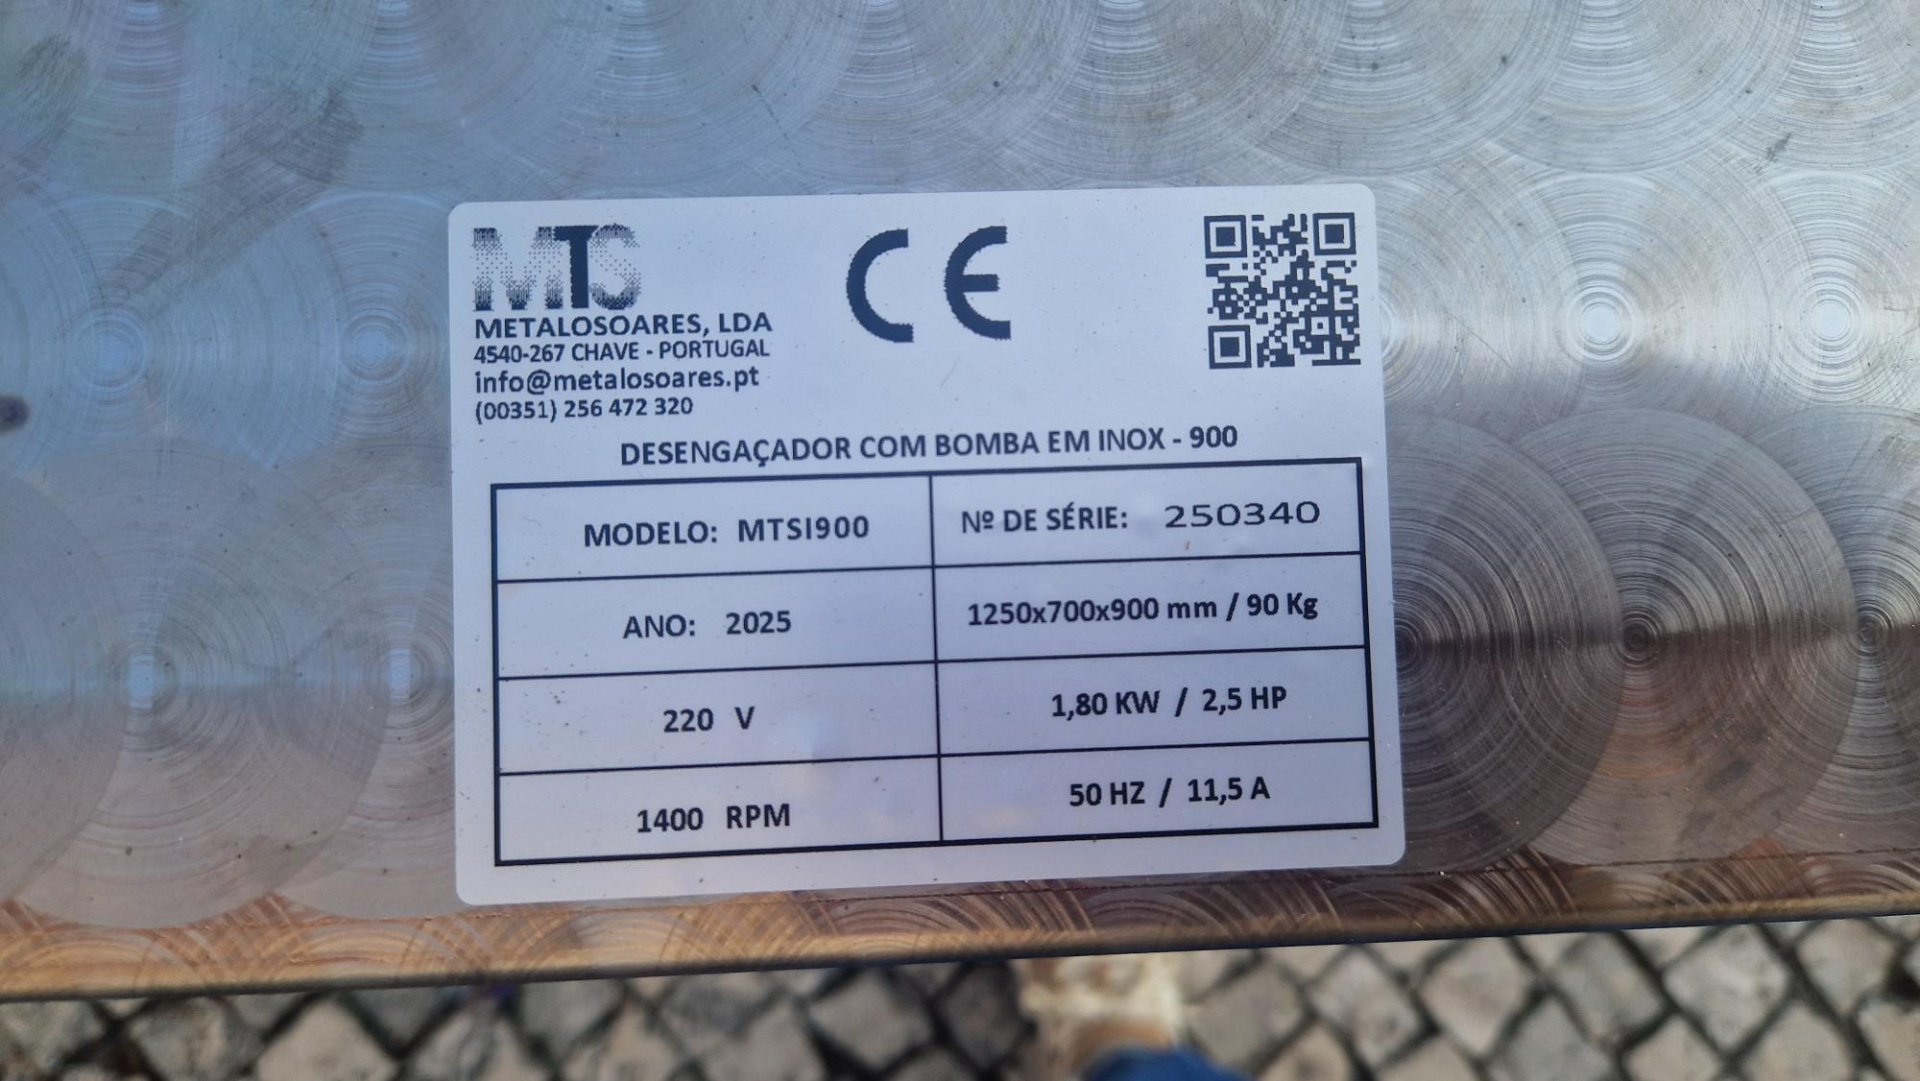 MTS
METALOSOARES, LDA
4540-267 CHAVE - PORTUGAL
info@metalosoares.pt
(00351) 256 472 320
CE
DESENGAÇADOR COM BOMBA EM INOX - 900
MODELO: MTSI900
Nº DE SÉRIE: 250340
ANO: 2025
1250x700x900 mm / 90 Kg
220 V
1,80 KW / 2,5 HP
1400 RPM
50 HZ / 11,5 A